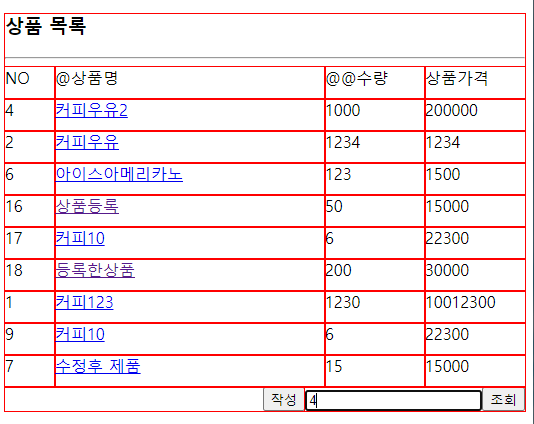 상품 목록
NO @상품명 @@수량 상품가격
4 커피우유2 1000 200000
2 커피우유 1234 1234
6 아이스아메리카노 123 1500
16 상품등록 50 15000
17 커피10 6 22300
18 등록한상품 200 30000
1 커피123 1230 10012300
9 커피10 6 22300
7 수정후 제품 15 15000
작성 4 조회